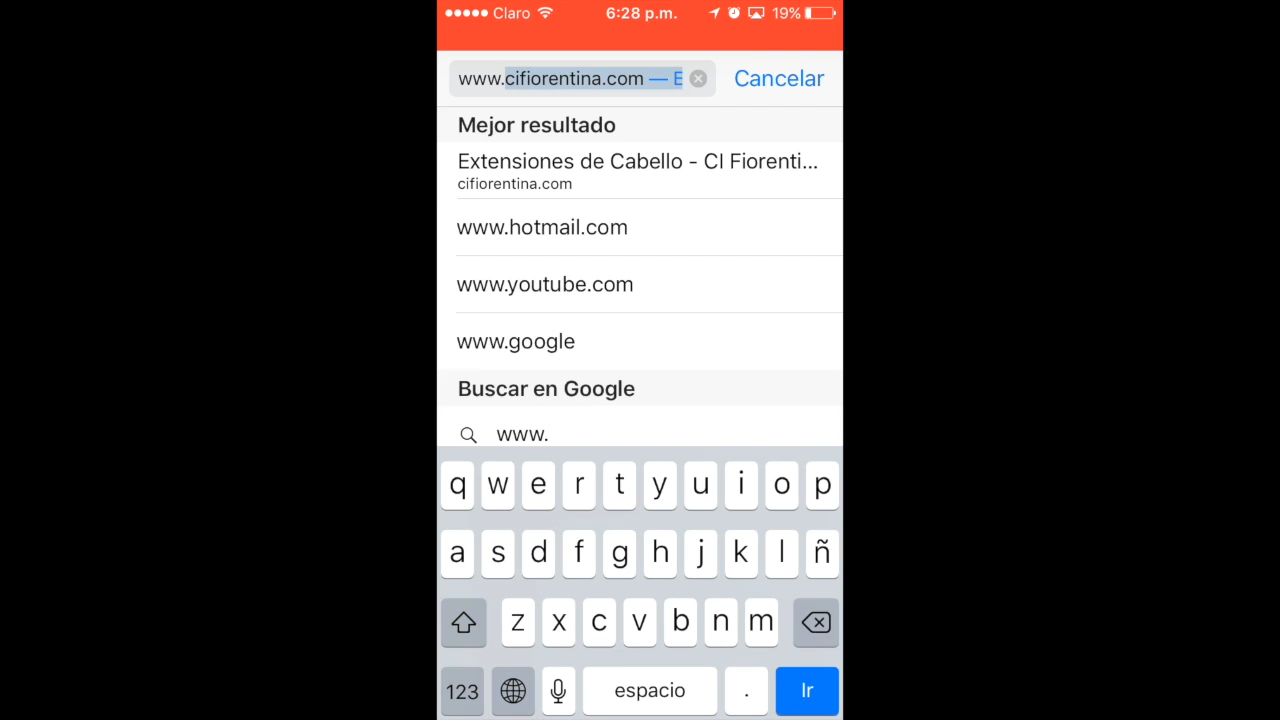 Claro 6:28 p.m. 19%
www.cifiorentina.com — E Cancelar
Mejor resultado
Extensiones de Cabello - CI Fiorenti...
cifiorentina.com
www.hotmail.com
www.youtube.com
www.google
Buscar en Google
www.
q w e r t y u i o p
a s d f g h j k l ñ
z x c v b n m
123 espacio . Ir